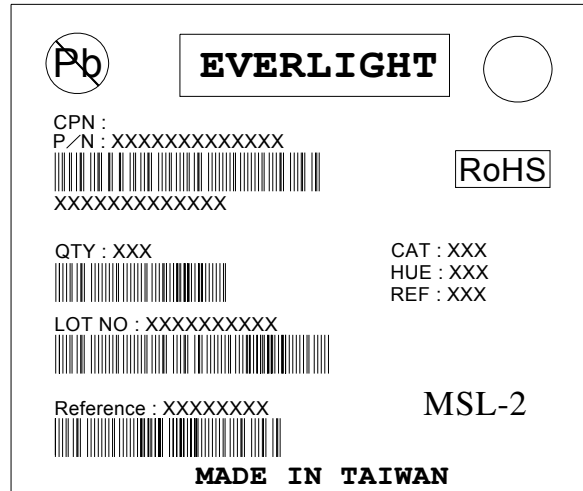 Pb
EVERLIGHT
CPN :
P/N : XXXXXXXXXXXXX
RoHS
XXXXXXXXXXXXX
QTY : XXX
CAT : XXX
HUE : XXX
REF : XXX
LOT NO : XXXXXXXXXX
Reference : XXXXXXXX
MSL-2
MADE IN TAIWAN